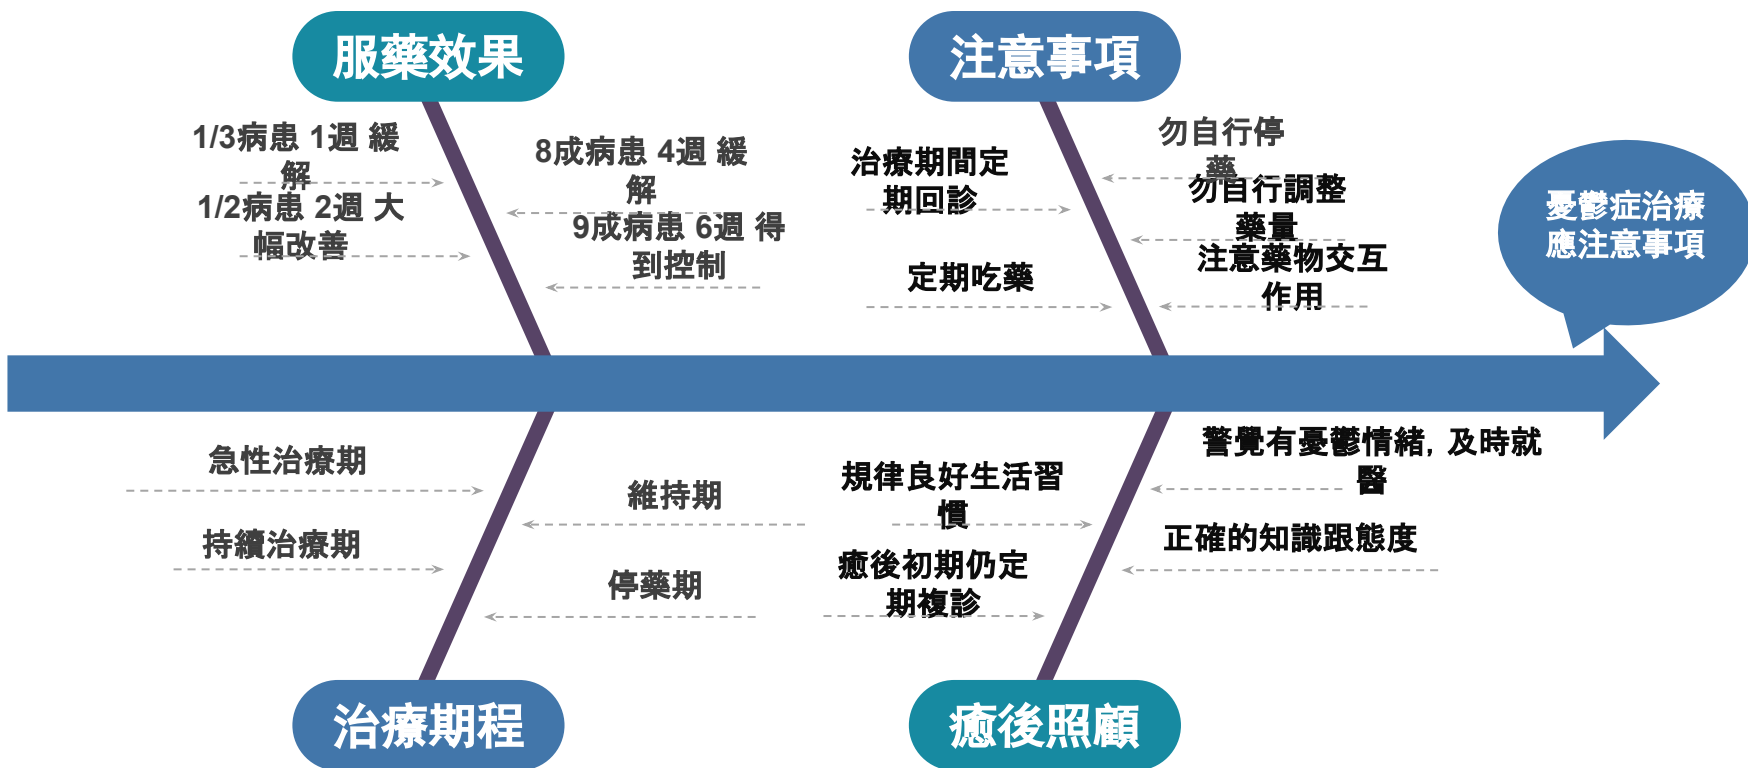 服藥效果
1/3病患 1週 緩
解
1/2病患 2週 大
幅改善
8成病患 4週 緩
解
9成病患 6週 得
到控制
注意事項
治療期間定
期回診
定期吃藥
勿自行停
藥
勿自行調整
藥量
注意藥物交互
作用
憂鬱症治療
應注意事項
急性治療期
持續治療期
維持期
停藥期
治療期程
規律良好生活習
慣
癒後初期仍定
期複診
警覺有憂鬱情緒, 及時就
醫
正確的知識跟態度
癒後照顧